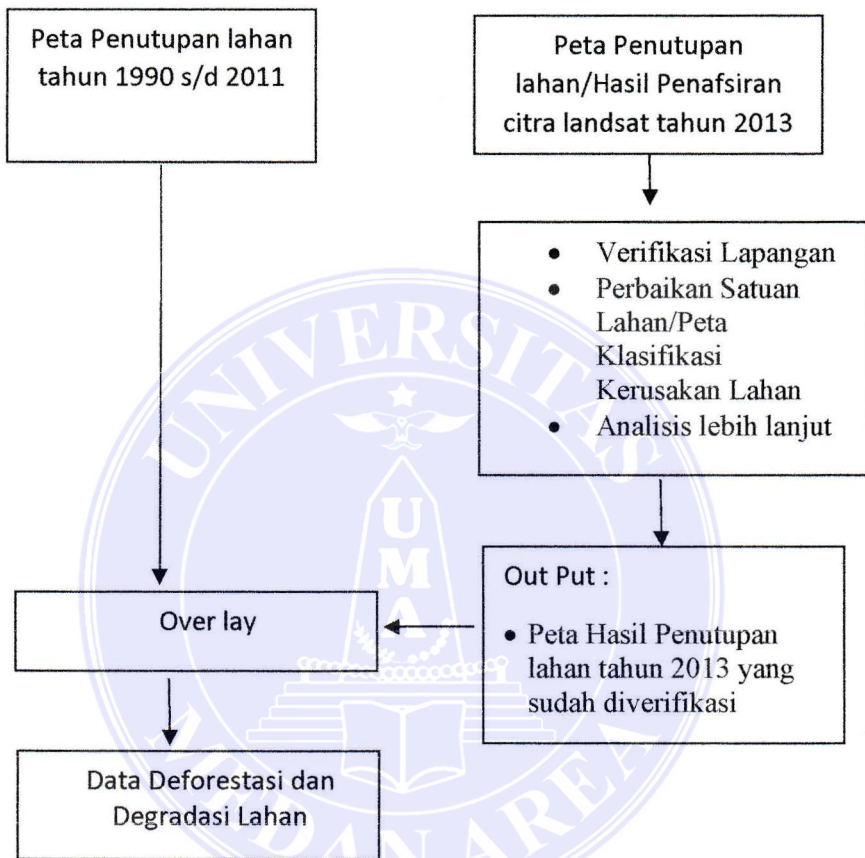 Peta Penutupan lahan
tahun 1990 s/d 2011
Peta Penutupan
lahan/Hasil Penafsiran
citra landsat tahun 2013
• Verifikasi Lapangan
• Perbaikan Satuan
Lahan/Peta
Klasifikasi
Kerusakan Lahan
• Analisis lebih lanjut
Out Put :
• Peta Hasil Penutupan
lahan tahun 2013 yang
sudah diverifikasi
Over lay
Data Deforestasi dan
Degradasi Lahan
UNIVERSITAS
UMA
MEDAN AREA